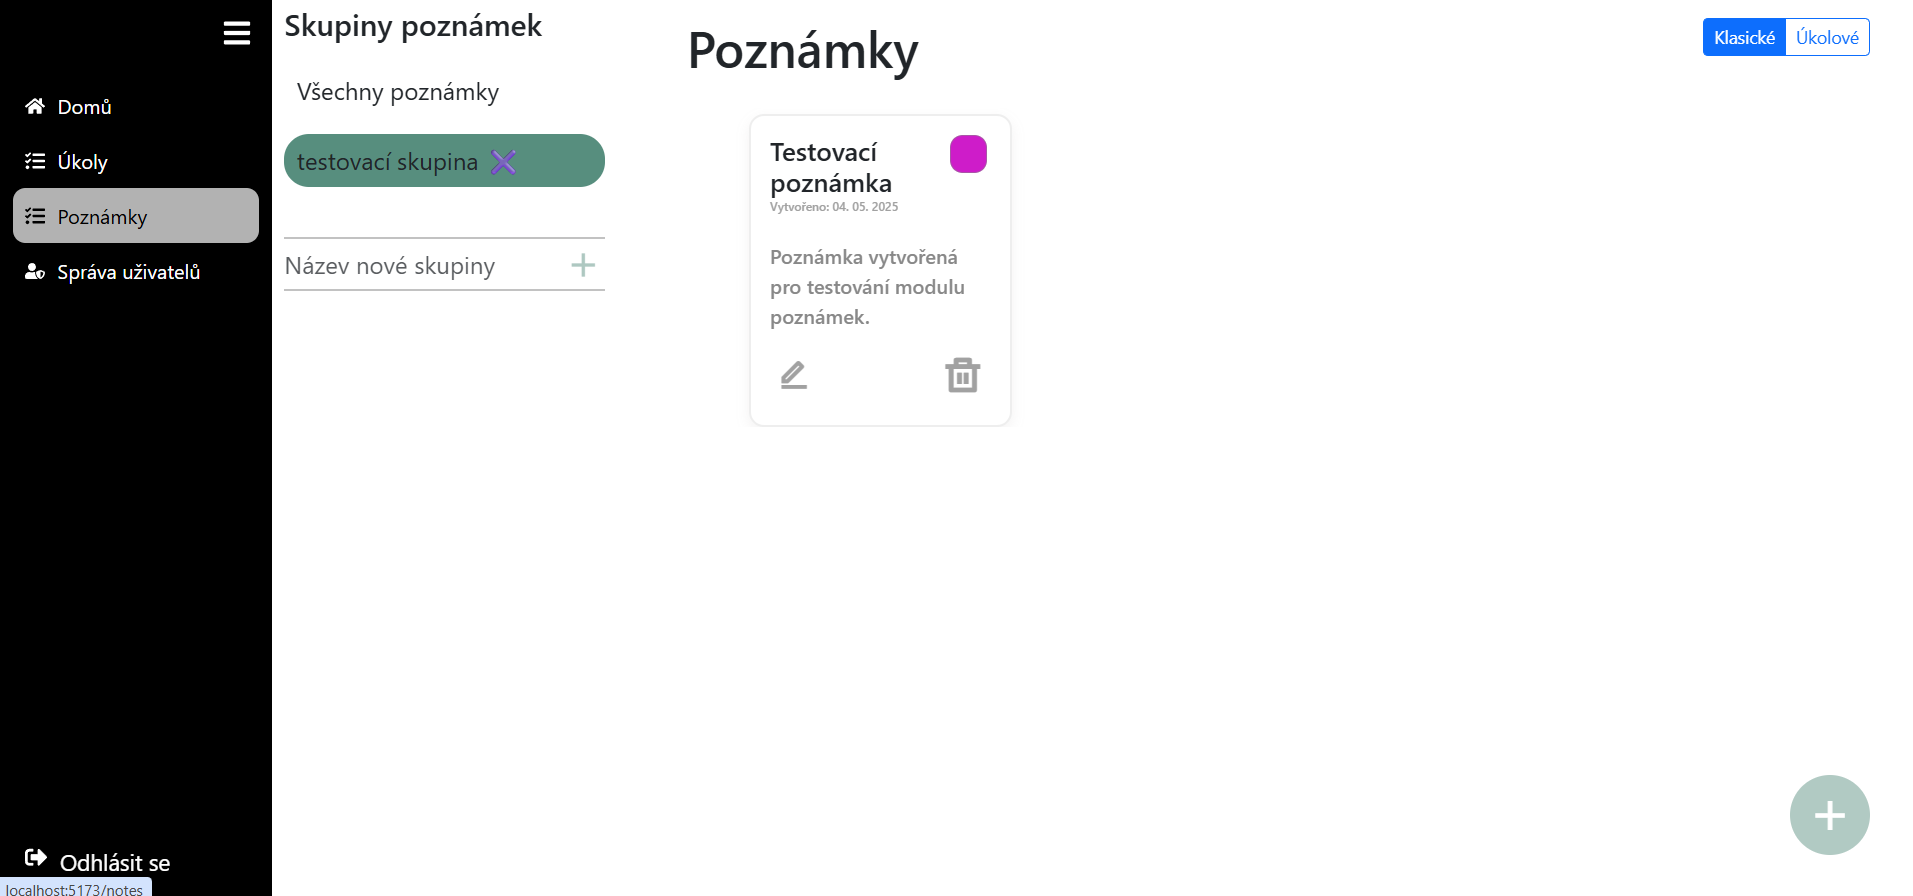 Domů
Úkoly
Poznámky
Správa uživatelů
Odhlásit se
localhost:5173/notes
Skupiny poznámek
Všechny poznámky
testovací skupina
Název nové skupiny
Poznámky
Klasické
Úkolové
Testovací
poznámka
Vytvořeno: 04. 05. 2025
Poznámka vytvořená
pro testování modulu
poznámek.